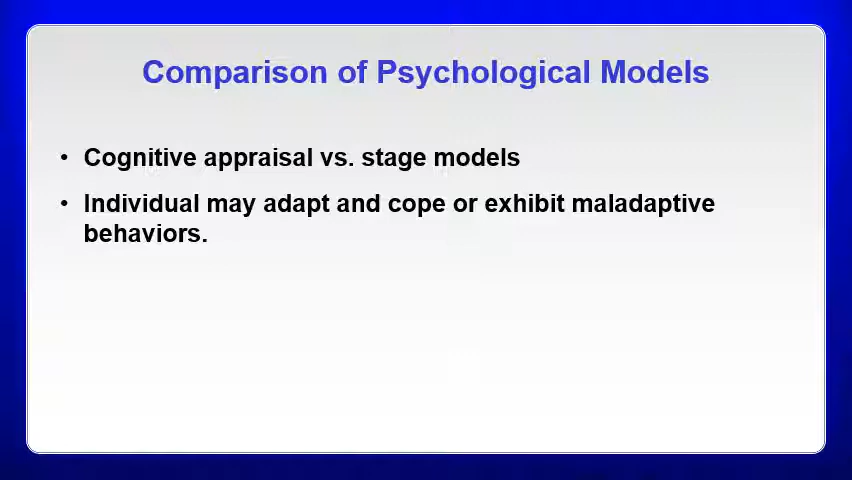 Comparison of Psychological Models
• Cognitive appraisal vs. stage models
• Individual may adapt and cope or exhibit maladaptive
behaviors.